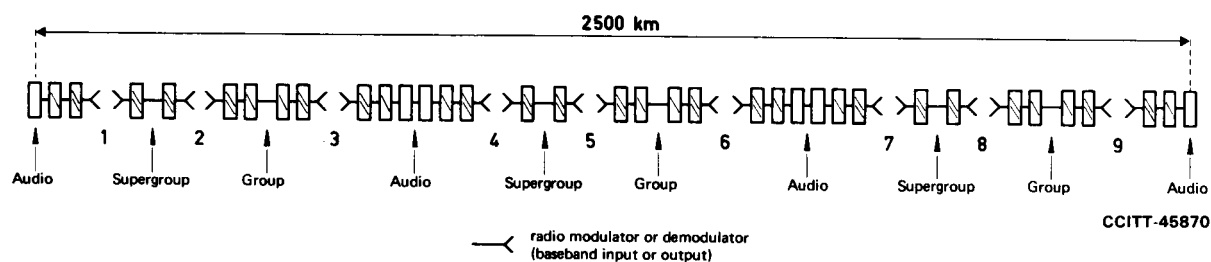 2500 km
1 2 3 4 5 6 7 8 9
Audio Supergroup Group Audio Supergroup Group Audio Supergroup Group Audio
CCITT-45870
radio modulator or demodulator
(baseband input or output)